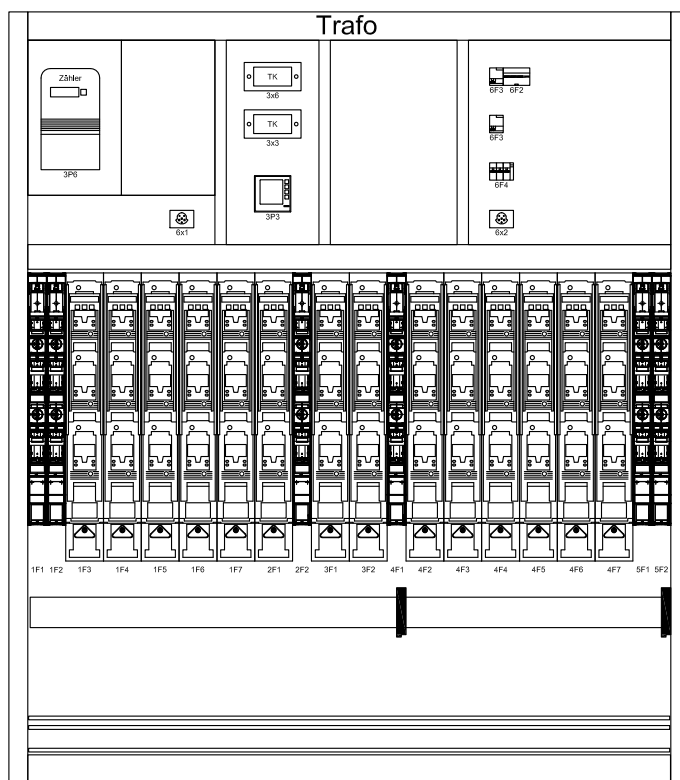 Trafo
Zähler
3P6
6x1
TK
3x6
TK
3x3
3P3
6F3 6F2
6F3
6F4
6x2
1F1 1F2 1F3 1F4 1F5 1F6 1F7 2F1 2F2 3F1 3F2 4F1 4F2 4F3 4F4 4F5 4F6 4F7 5F1 5F2